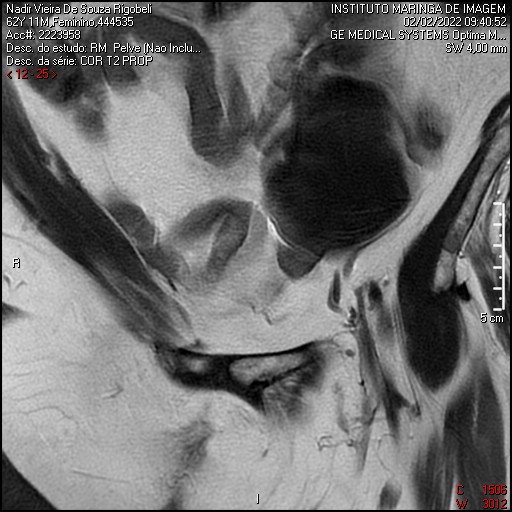 Nadir Vieira De Souza Rigobeli
62Y 11M,Feminino,444535
Acc#: 2223958
Desc. do estudo: RM Pelve (Nao Inclu...
Desc. da série: COR T2 PROP
< 12 - 25 >
INSTITUTO MARINGA DE IMAGEM
02/02/2022 09:40:52
GE MEDICAL SYSTEMS Optima M...
SW 4,00 mm
R
5 cm
I
C 1506
W 3012